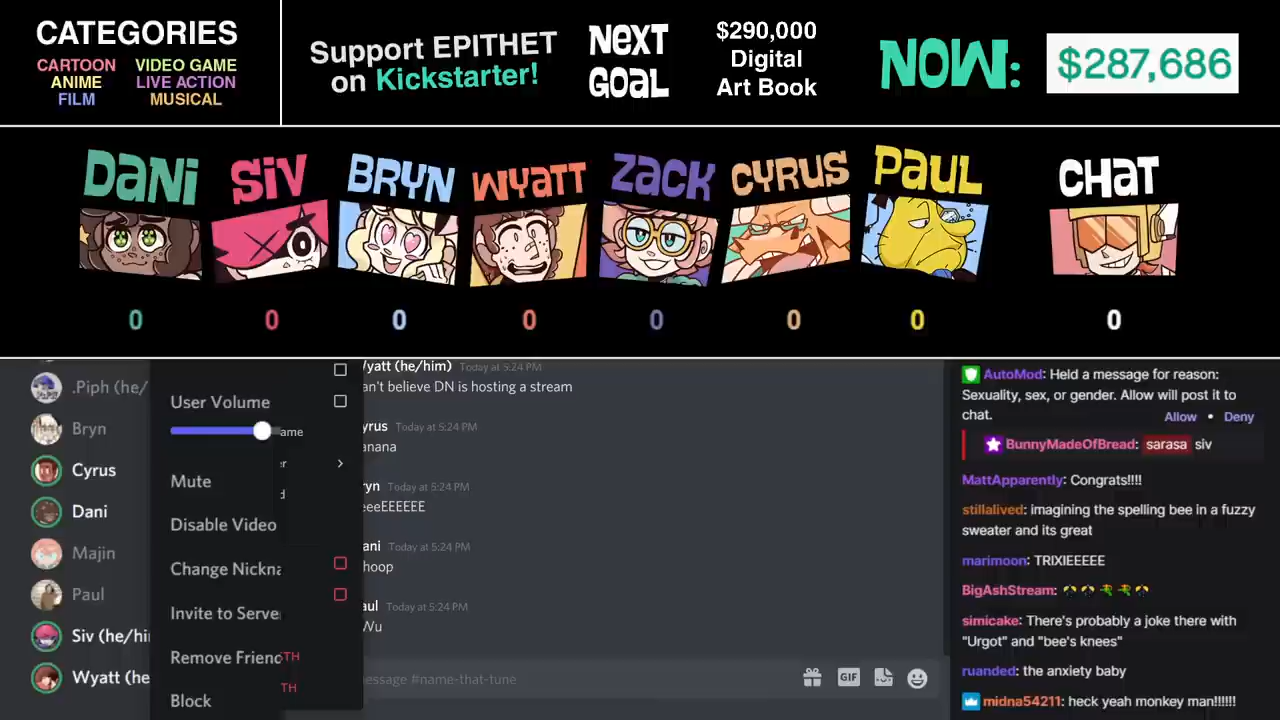 CATEGORIES
CARTOON VIDEO GAME
ANIME LIVE ACTION
FILM MUSICAL
Support EPITHET
on Kickstarter!
NEXT
GOAL
$290,000
Digital
Art Book
NOW:
$287,686
DANI SIV BRYN WYATT ZACK CYRUS PAUL CHAT
0 0 0 0 0 0 0 0
.Piph (he/
Bryn
Cyrus
Dani
Majin
Paul
Siv (he/hi
Wyatt (he
User Volume
ame
er
d
Mute
Disable Video
Change Nickna
Invite to Serve
Remove Friend
TH
TH
Block
yatt (he/him) Today at 5:24 PM
an't believe DN is hosting a stream
yrus Today at 5:24 PM
anana
ryn Today at 5:24 PM
eeeEEEEEE
ani Today at 5:24 PM
hoop
aul Today at 5:24 PM
Wu
essage #name-that-tune
GIF
AutoMod: Held a message for reason:
Sexuality, sex, or gender. Allow will post it to
chat.
Allow • Deny
BunnyMadeOfBread: sarasa siv
MattApparently: Congrats!!!!
stillalived: imagining the spelling bee in a fuzzy
sweater and its great
marimoon: TRIXIEEEEE
BigAshStream:
simicake: There's probably a joke there with
"Urgot" and "bee's knees"
ruanded: the anxiety baby
midna54211: heck yeah monkey man!!!!!!